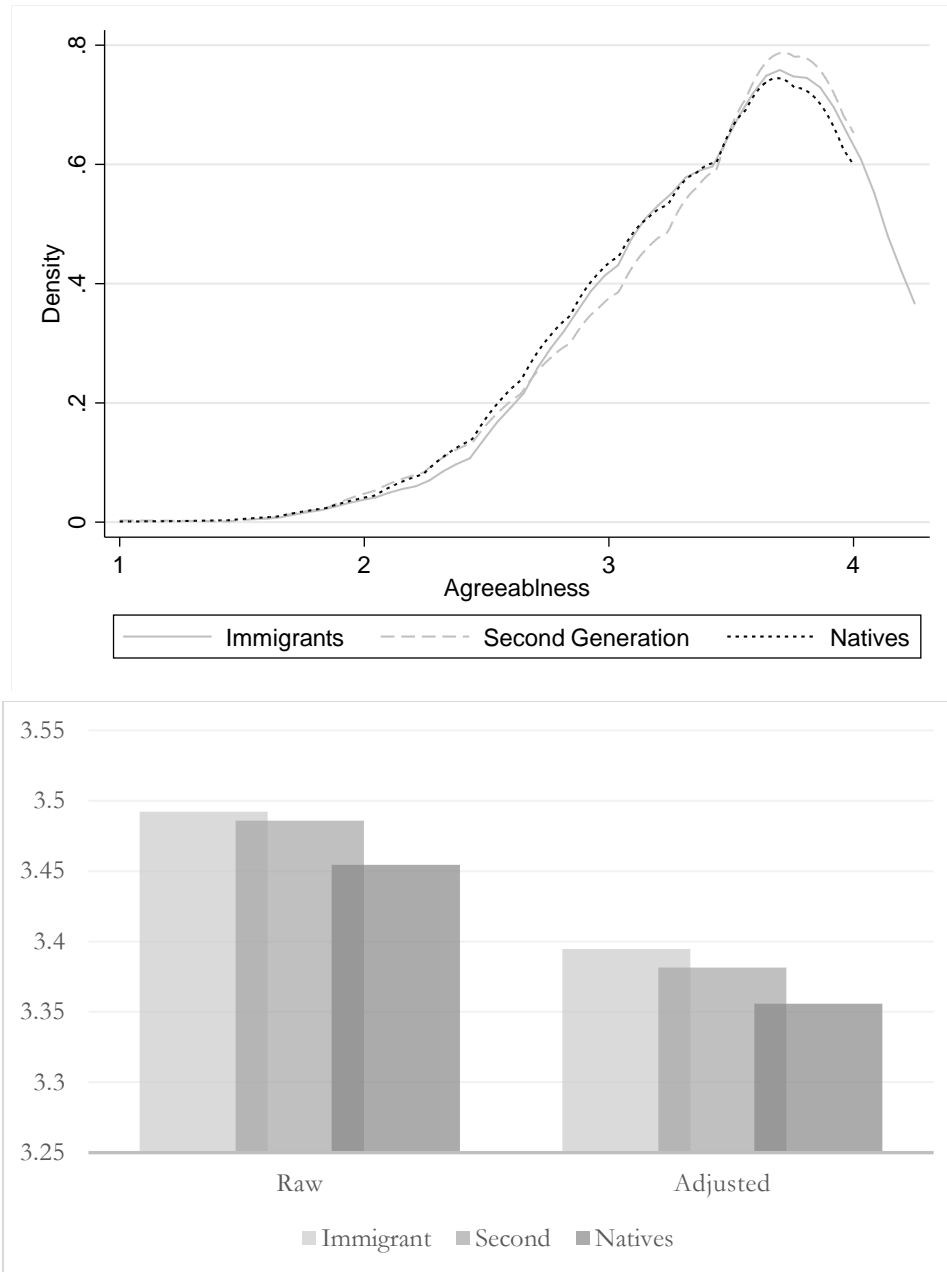 .8
.6
Density
.4
.2
0
1 2 3 4
Agreeablness
Immigrants Second Generation Natives
3.55
3.5
3.45
3.4
3.35
3.3
3.25
Raw Adjusted
Immigrant Second Natives